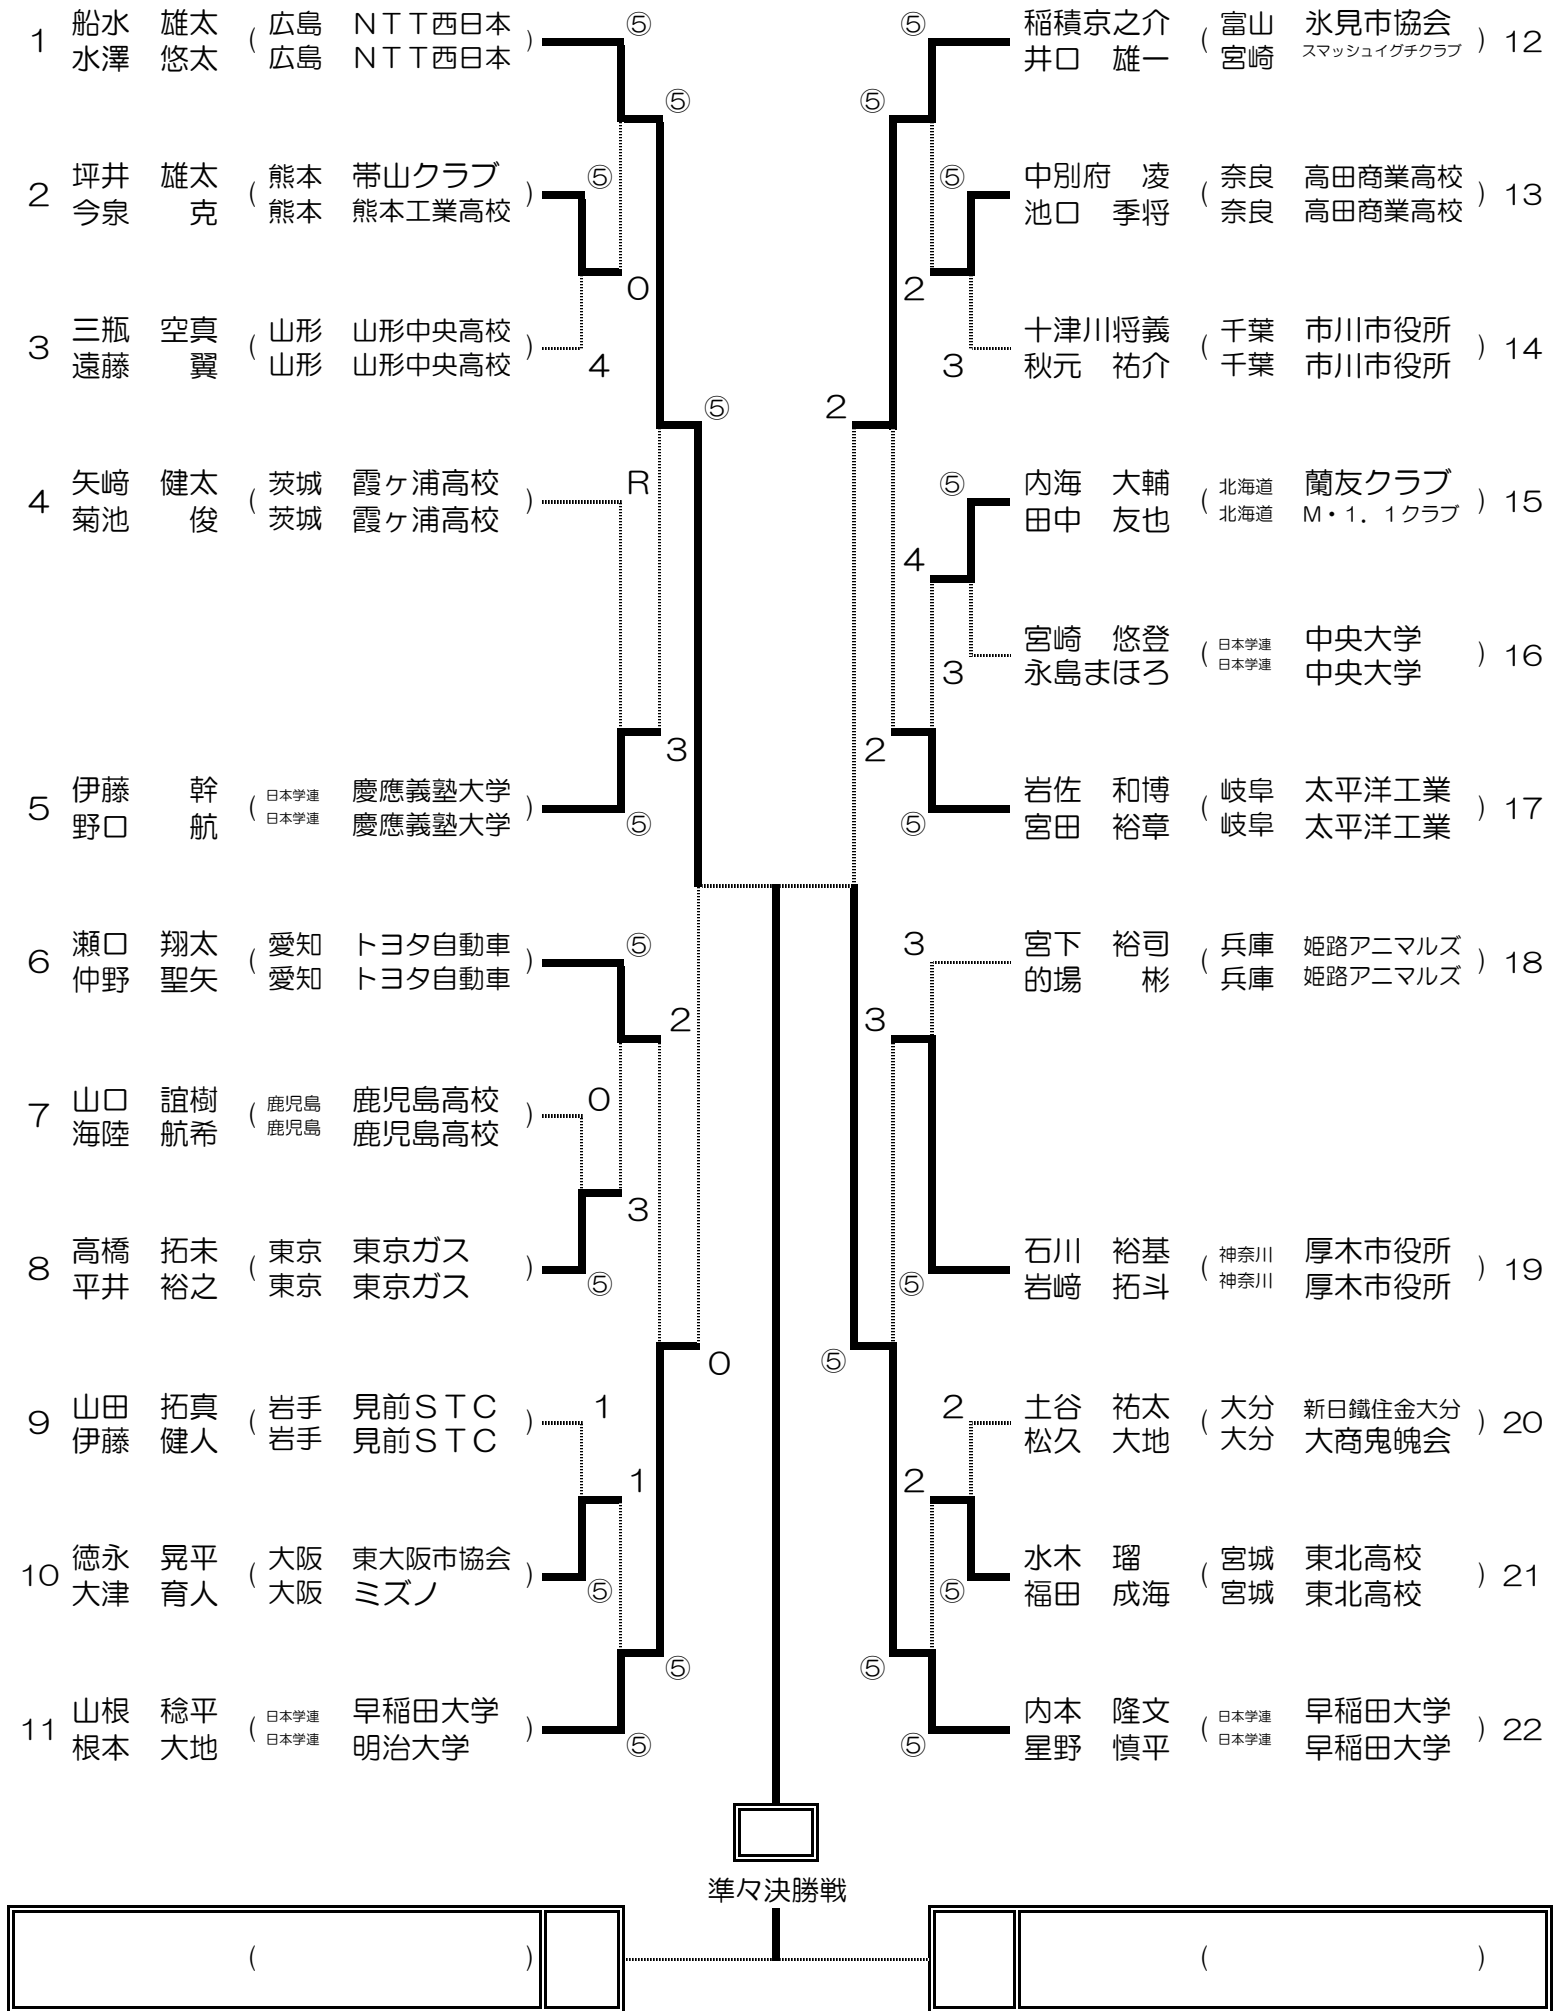 1 船水 雄太 ( 広島 ＮＴＴ西日本 )
水澤 悠太 広島 ＮＴＴ西日本
⑤
⑤
2 坪井 雄太 ( 熊本 帯山クラブ )
今泉 克 熊本 熊本工業高校
⑤
0
3 三瓶 空真 ( 山形 山形中央高校 )
遠藤 翼 山形 山形中央高校
4
⑤
4 矢﨑 健太 ( 茨城 霞ヶ浦高校 )
菊池 俊 茨城 霞ヶ浦高校
R
3
5 伊藤 幹 ( 日本学連 慶應義塾大学 )
野口 航 日本学連 慶應義塾大学
⑤
6 瀬口 翔太 ( 愛知 トヨタ自動車 )
仲野 聖矢 愛知 トヨタ自動車
⑤
2
7 山口 誼樹 ( 鹿児島 鹿児島高校 )
海陸 航希 鹿児島 鹿児島高校
0
3
8 高橋 拓未 ( 東京 東京ガス )
平井 裕之 東京 東京ガス
⑤
0
9 山田 拓真 ( 岩手 見前ＳＴＣ )
伊藤 健人 岩手 見前ＳＴＣ
1
1
10 徳永 晃平 ( 大阪 東大阪市協会 )
大津 育人 大阪 ミズノ
⑤
⑤
11 山根 稔平 ( 日本学連 早稲田大学 )
根本 大地 日本学連 明治大学
⑤
⑤
稲積京之介 ( 富山 氷見市協会 ) 12
井口 雄一 宮崎 スマッシュイグチクラブ
⑤
⑤
中別府 凌 ( 奈良 高田商業高校 ) 13
池口 季将 奈良 高田商業高校
2
十津川将義 ( 千葉 市川市役所 ) 14
秋元 祐介 千葉 市川市役所
3
2
⑤
内海 大輔 ( 北海道 蘭友クラブ ) 15
田中 友也 北海道 Ｍ・１．１クラブ
4
宮崎 悠登 ( 日本学連 中央大学 ) 16
永島まほろ 日本学連 中央大学
3
2
岩佐 和博 ( 岐阜 太平洋工業 ) 17
宮田 裕章 岐阜 太平洋工業
⑤
3
宮下 裕司 ( 兵庫 姫路アニマルズ ) 18
的場 彬 兵庫 姫路アニマルズ
3
石川 裕基 ( 神奈川 厚木市役所 ) 19
岩﨑 拓斗 神奈川 厚木市役所
⑤
⑤
2
土谷 祐太 ( 大分 新日鐵住金大分 ) 20
松久 大地 大分 大商鬼魄会
2
水木 瑠 ( 宮城 東北高校 ) 21
福田 成海 宮城 東北高校
⑤
⑤
内本 隆文 ( 日本学連 早稲田大学 ) 22
星野 慎平 日本学連 早稲田大学
⑤
準々決勝戦
( )
( )